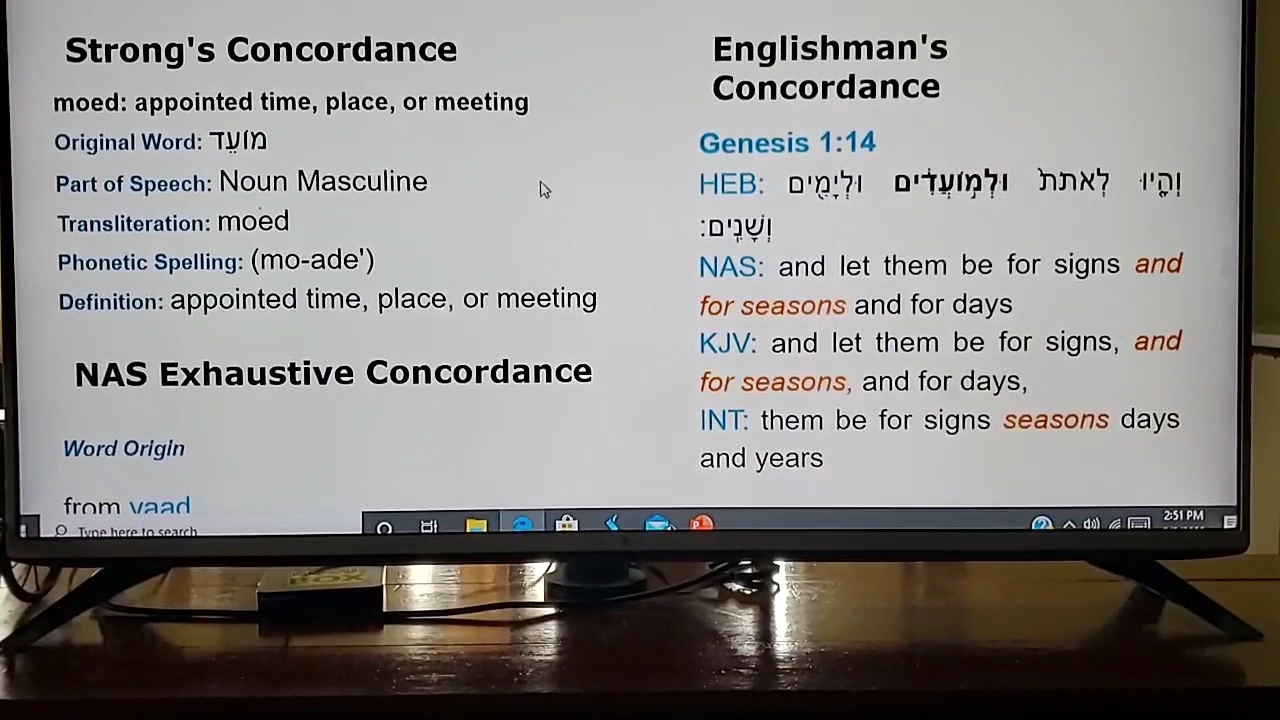 Strong's Concordance
moed: appointed time, place, or meeting
Original Word: מוֹעֵד
Part of Speech: Noun Masculine
Transliteration: moed
Phonetic Spelling: (mo-ade')
Definition: appointed time, place, or meeting
NAS Exhaustive Concordance
Word Origin
from yaad
Englishman's
Concordance
Genesis 1:14
HEB: וְהָי֤וּ לְאֹתֹת֙ וּלְמ֣וֹעֲדִ֔ים וּלְיָמִ֖ים
וְשָׁנִֽים׃
NAS: and let them be for signs and
for seasons and for days
KJV: and let them be for signs, and
for seasons, and for days,
INT: them be for signs seasons days
and years
Type here to search
2:51 PM
BOX